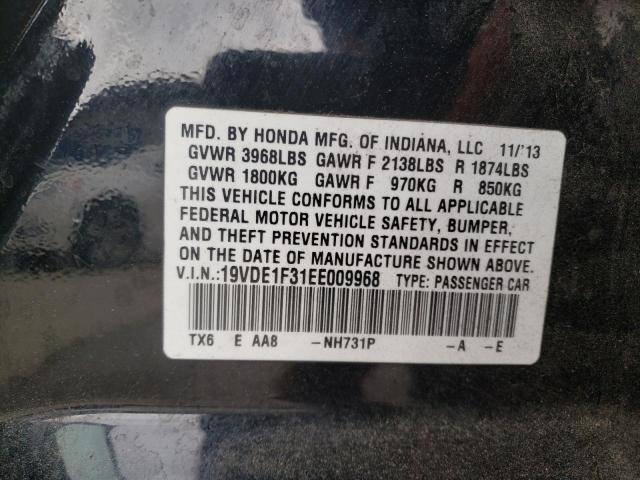 MFD. BY HONDA MFG. OF INDIANA, LLC 11/'13
GVWR 3968LBS GAWR F 2138LBS R 1874LBS
GVWR 1800KG GAWR F 970KG R 850KG
THIS VEHICLE CONFORMS TO ALL APPLICABLE
FEDERAL MOTOR VEHICLE SAFETY, BUMPER,
AND THEFT PREVENTION STANDARDS IN EFFECT
ON THE DATE OF MANUFACTURE SHOWN ABOVE.
V.I.N.:19VDE1F31EE009968 TYPE: PASSENGER CAR
TX6 E AA8 -NH731P -A -E